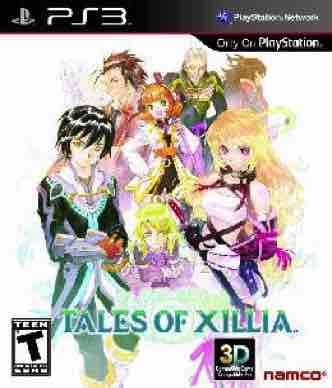 PS3
PlayStation Network
Only On PlayStation
TALES OF XILLIA
TEEN
T
3D
namco